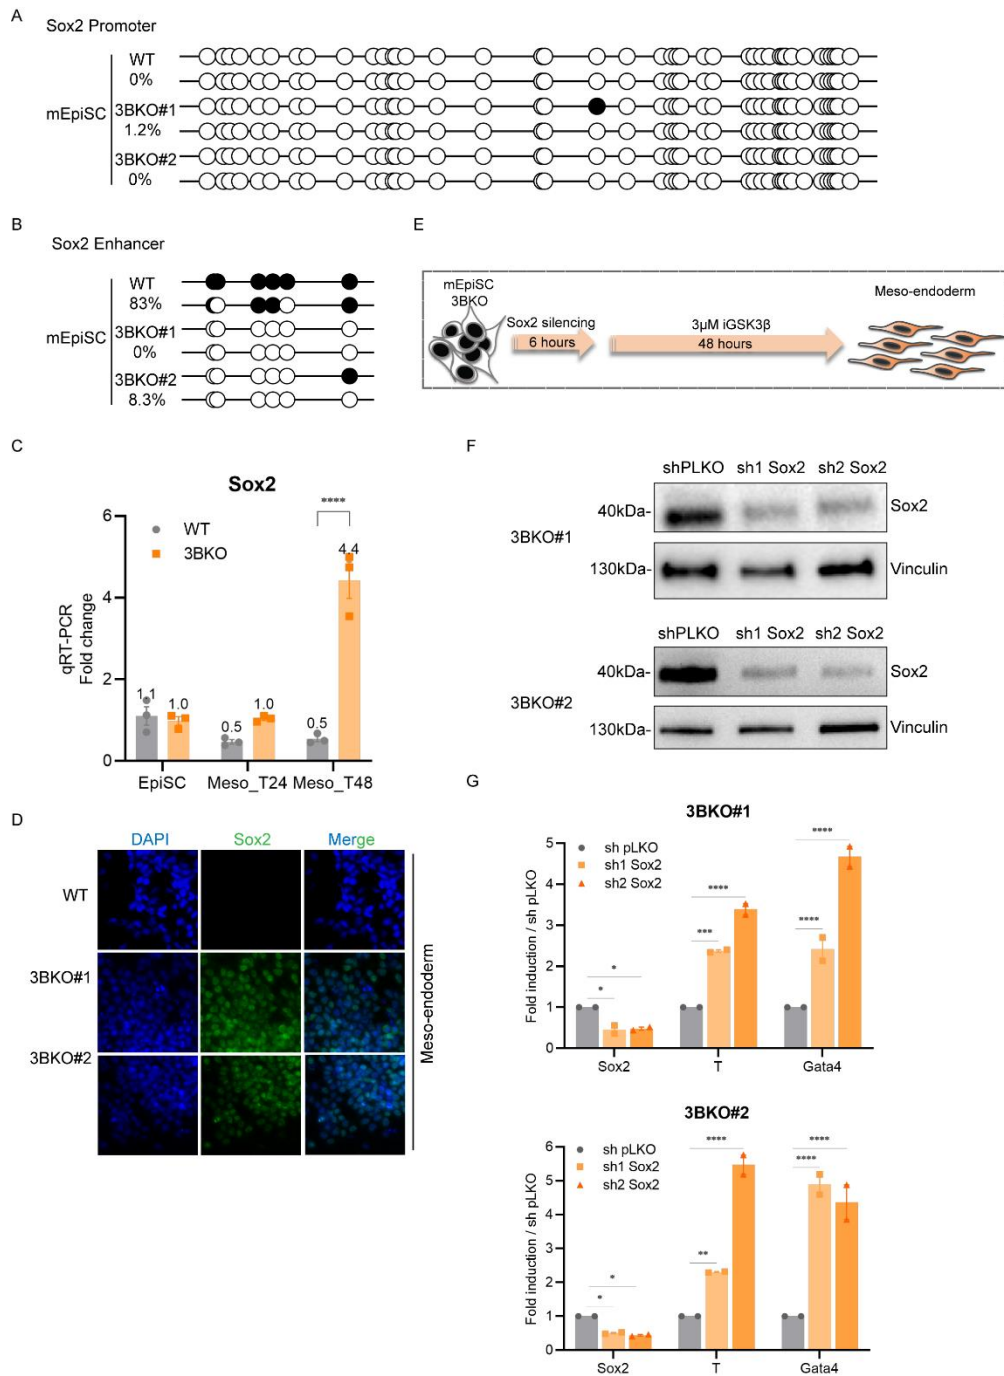 A
Sox2 Promoter
mEpiSC
WT
0%
3BKO#1
1.2%
3BKO#2
0%
B
Sox2 Enhancer
mEpiSC
WT
83%
3BKO#1
0%
3BKO#2
8.3%
E
mEpiSC
3BKO
Sox2 silencing
6 hours
3µM iGSK3β
48 hours
Meso-endoderm
C
Sox2
****
WT
3BKO
qRT-PCR
Fold change
6
4
2
0
1.1
1.0
0.5
1.0
0.5
4.4
EpiSC
Meso_T24
Meso_T48
F
shPLKO
sh1 Sox2
sh2 Sox2
3BKO#1
40kDa-
Sox2
130kDa-
Vinculin
shPLKO
sh1 Sox2
sh2 Sox2
3BKO#2
40kDa-
Sox2
130kDa-
Vinculin
D
DAPI
Sox2
Merge
WT
3BKO#1
3BKO#2
Meso-endoderm
G
3BKO#1
sh pLKO
sh1 Sox2
sh2 Sox2
Fold induction / sh pLKO
5
4
3
2
1
0
*
*
***
****
****
****
Sox2
T
Gata4
3BKO#2
sh pLKO
sh1 Sox2
sh2 Sox2
Fold induction / sh pLKO
6
5
4
3
2
1
0
*
*
**
****
****
****
Sox2
T
Gata4